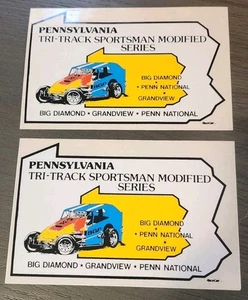 PENNSYLVANIA
TRI-TRACK SPORTSMAN MODIFIED
SERIES
BIG DIAMOND •
• PENN NATIONAL
•
GRANDVIEW
BIG DIAMOND • GRANDVIEW • PENN NATIONAL
PENNSYLVANIA
TRI-TRACK SPORTSMAN MODIFIED
SERIES
BIG DIAMOND •
• PENN NATIONAL
•
GRANDVIEW
BIG DIAMOND • GRANDVIEW • PENN NATIONAL